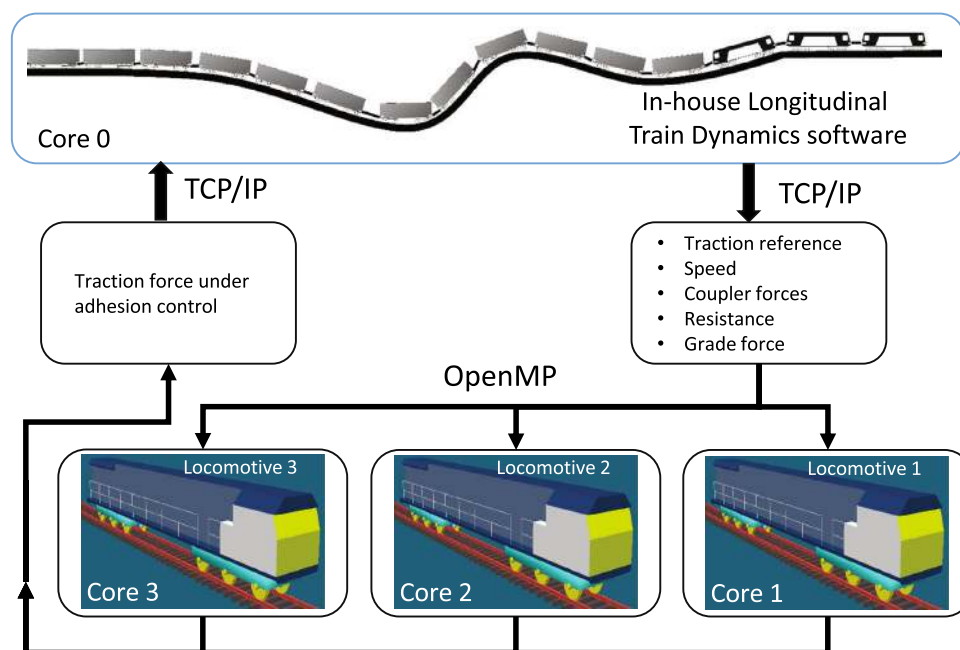 In-house Longitudinal
Train Dynamics software
Core 0
TCP/IP
TCP/IP
Traction force under
adhesion control
• Traction reference
• Speed
• Coupler forces
• Resistance
• Grade force
OpenMP
Locomotive 3
Core 3
Locomotive 2
Core 2
Locomotive 1
Core 1